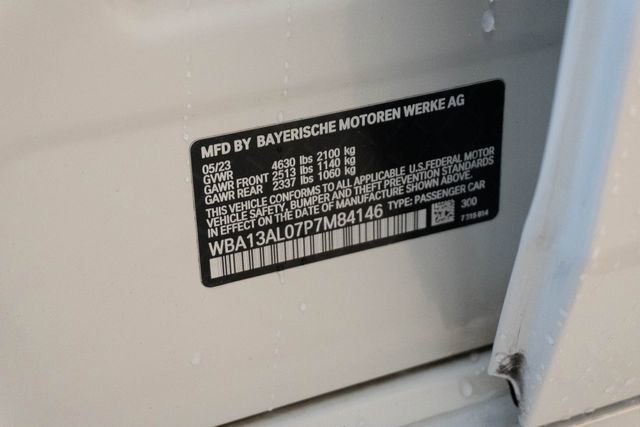 MFD BY BAYERISCHE MOTOREN WERKE AG
05/23
GVWR 4630 lbs 2100 kg
GAWR FRONT 2513 lbs 1140 kg
GAWR REAR 2337 lbs 1060 kg
THIS VEHICLE CONFORMS TO ALL APPLICABLE U.S.FEDERAL MOTOR
VEHICLE SAFETY, BUMPER AND THEFT PREVENTION STANDARDS
IN EFFECT ON THE DATE OF MANUFACTURE SHOWN ABOVE.
WBA13AL07P7M84146 TYPE: PASSENGER CAR
300
7 315 814